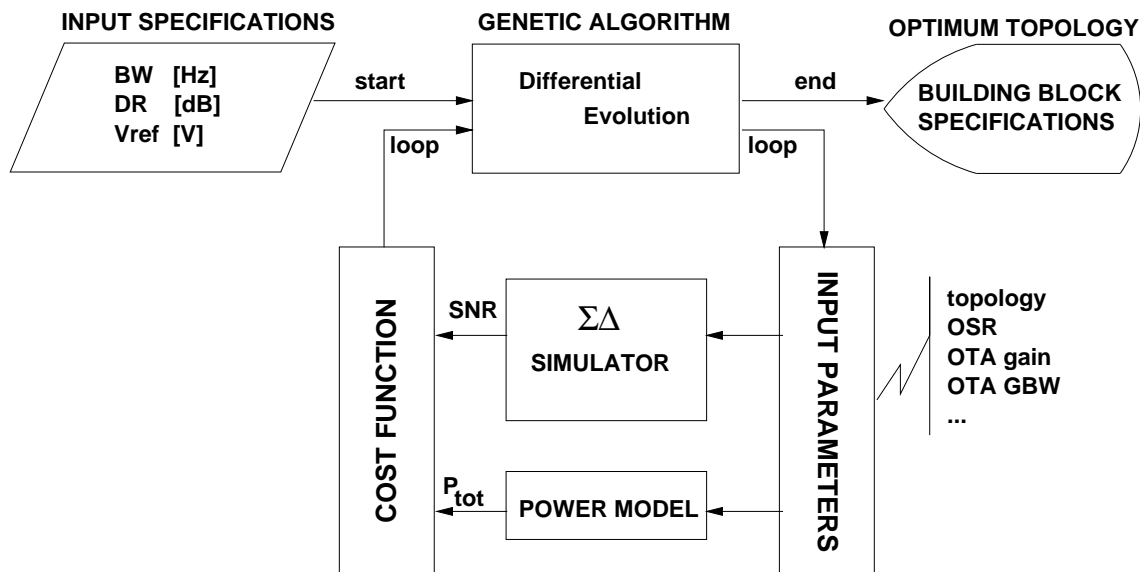 INPUT SPECIFICATIONS
GENETIC ALGORITHM
OPTIMUM TOPOLOGY
BW [Hz]
DR [dB]
Vref [V]
start
Differential
Evolution
end
BUILDING BLOCK
SPECIFICATIONS
loop
loop
COST FUNCTION
SNR
ΣΔ
SIMULATOR
INPUT PARAMETERS
topology
OSR
OTA gain
OTA GBW
...
Ptot
POWER MODEL